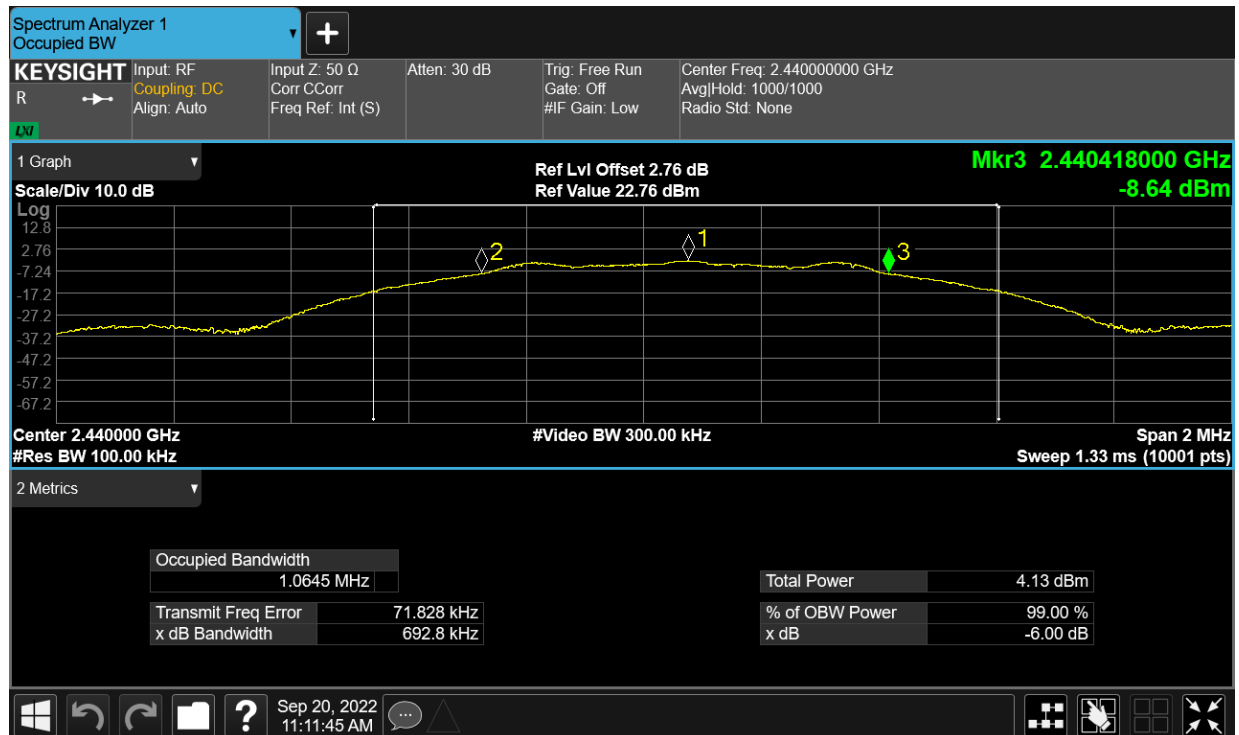 Spectrum Analyzer 1
Occupied BW
+
KEYSIGHT
R
LXI
Input: RF
Coupling: DC
Align: Auto
Input Z: 50 Ω
Corr CCorr
Freq Ref: Int (S)
Atten: 30 dB
Trig: Free Run
Gate: Off
#IF Gain: Low
Center Freq: 2.440000000 GHz
Avg|Hold: 1000/1000
Radio Std: None
1 Graph
Scale/Div 10.0 dB
Ref Lvl Offset 2.76 dB
Ref Value 22.76 dBm
Mkr3 2.440418000 GHz
-8.64 dBm
Log
12.8
2.76
-7.24
-17.2
-27.2
-37.2
-47.2
-57.2
-67.2
2
1
3
Center 2.440000 GHz
#Video BW 300.00 kHz
Span 2 MHz
#Res BW 100.00 kHz
Sweep 1.33 ms (10001 pts)
2 Metrics
Occupied Bandwidth
1.0645 MHz
Total Power 4.13 dBm
Transmit Freq Error 71.828 kHz
% of OBW Power 99.00 %
x dB Bandwidth 692.8 kHz
x dB -6.00 dB
?
Sep 20, 2022
11:11:45 AM